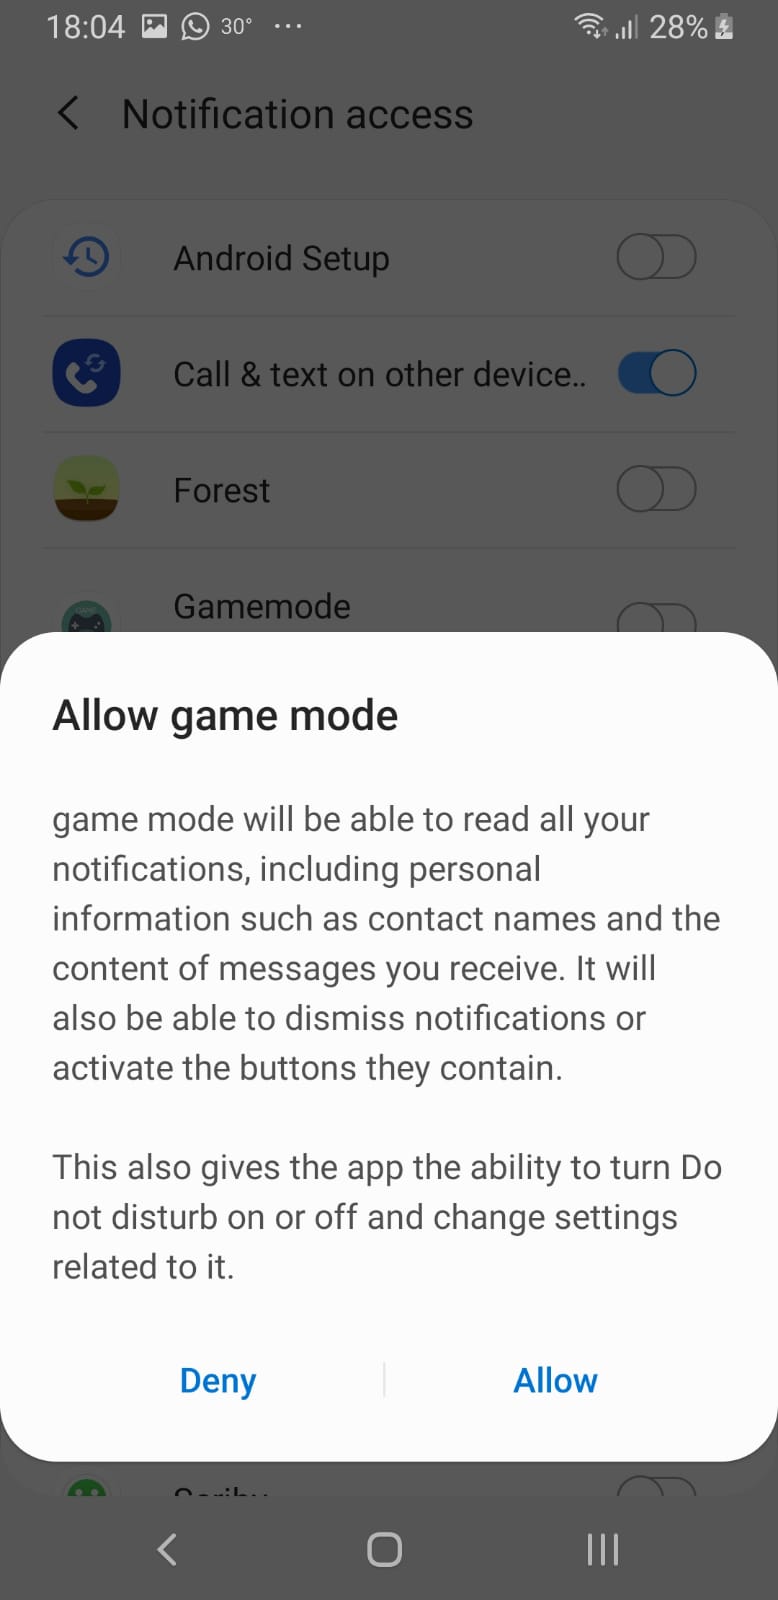 18:04 30° ... 28%
Notification access
Android Setup
Call & text on other device..
Forest
Gamemode
Allow game mode
game mode will be able to read all your
notifications, including personal
information such as contact names and the
content of messages you receive. It will
also be able to dismiss notifications or
activate the buttons they contain.
This also gives the app the ability to turn Do
not disturb on or off and change settings
related to it.
Deny Allow